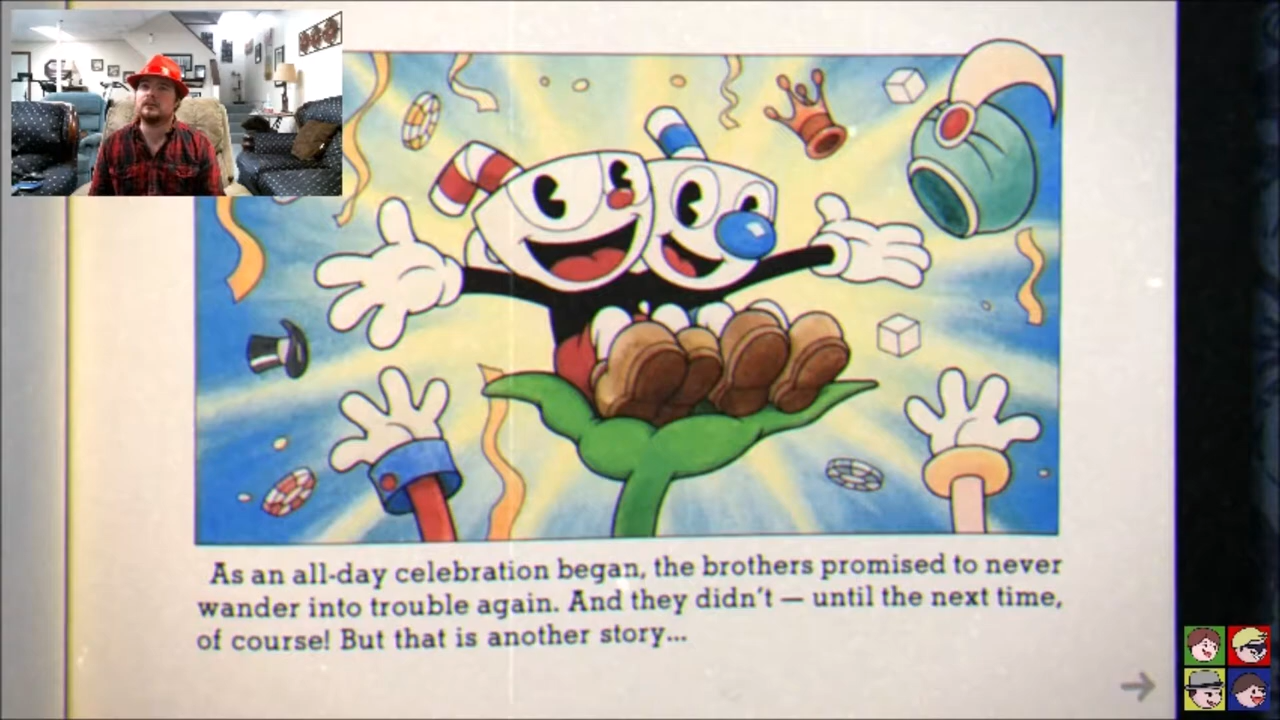 As an all-day celebration began, the brothers promised to never
wander into trouble again. And they didn't — until the next time,
of course! But that is another story...